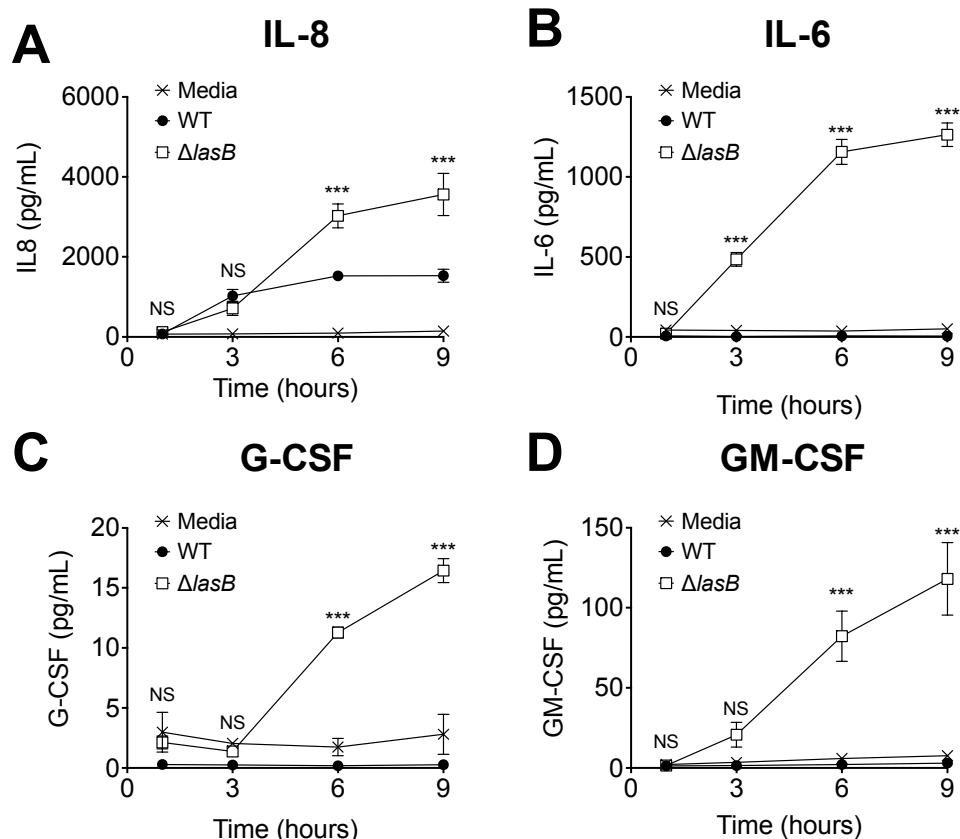 A
IL-8
Media
WT
ΔlasB
6000
4000
2000
0
IL8 (pg/mL)
NS
NS
***
***
0
3
6
9
Time (hours)
B
IL-6
Media
WT
ΔlasB
1500
1000
500
0
IL-6 (pg/mL)
NS
***
***
***
0
3
6
9
Time (hours)
C
G-CSF
Media
WT
ΔlasB
20
15
10
5
0
G-CSF (pg/mL)
NS
NS
***
***
0
3
6
9
Time (hours)
D
GM-CSF
Media
WT
ΔlasB
150
100
50
0
GM-CSF (pg/mL)
NS
NS
***
***
0
3
6
9
Time (hours)